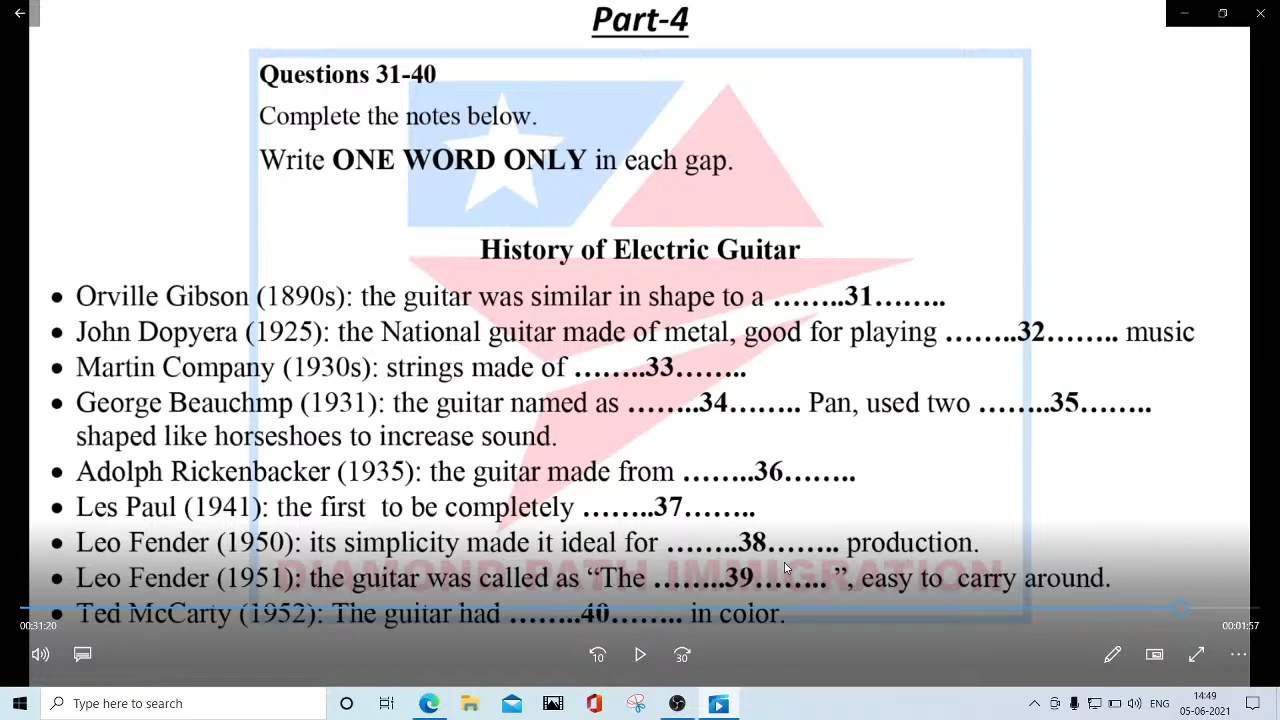 Part-4
Questions 31-40
Complete the notes below.
Write ONE WORD ONLY in each gap.
History of Electric Guitar
• Orville Gibson (1890s): the guitar was similar in shape to a ……..31……..
• John Dopyera (1925): the National guitar made of metal, good for playing ……..32…….. music
• Martin Company (1930s): strings made of ……..33……..
• George Beauchmp (1931): the guitar named as ……..34…….. Pan, used two ……..35……..
shaped like horseshoes to increase sound.
• Adolph Rickenbacker (1935): the guitar made from ……..36……..
• Les Paul (1941): the first to be completely ……..37……..
• Leo Fender (1950): its simplicity made it ideal for ……..38…….. production.
DIAMOND PATH IMMIGRATION
• Leo Fender (1951): the guitar was called as “The ……..39…….. ”, easy to carry around.
• Ted McCarty (1952): The guitar had ……..40…….. in color.
00:31:20
00:01:57
10
30
Type here to search
ENG
14:49
05-06-2021